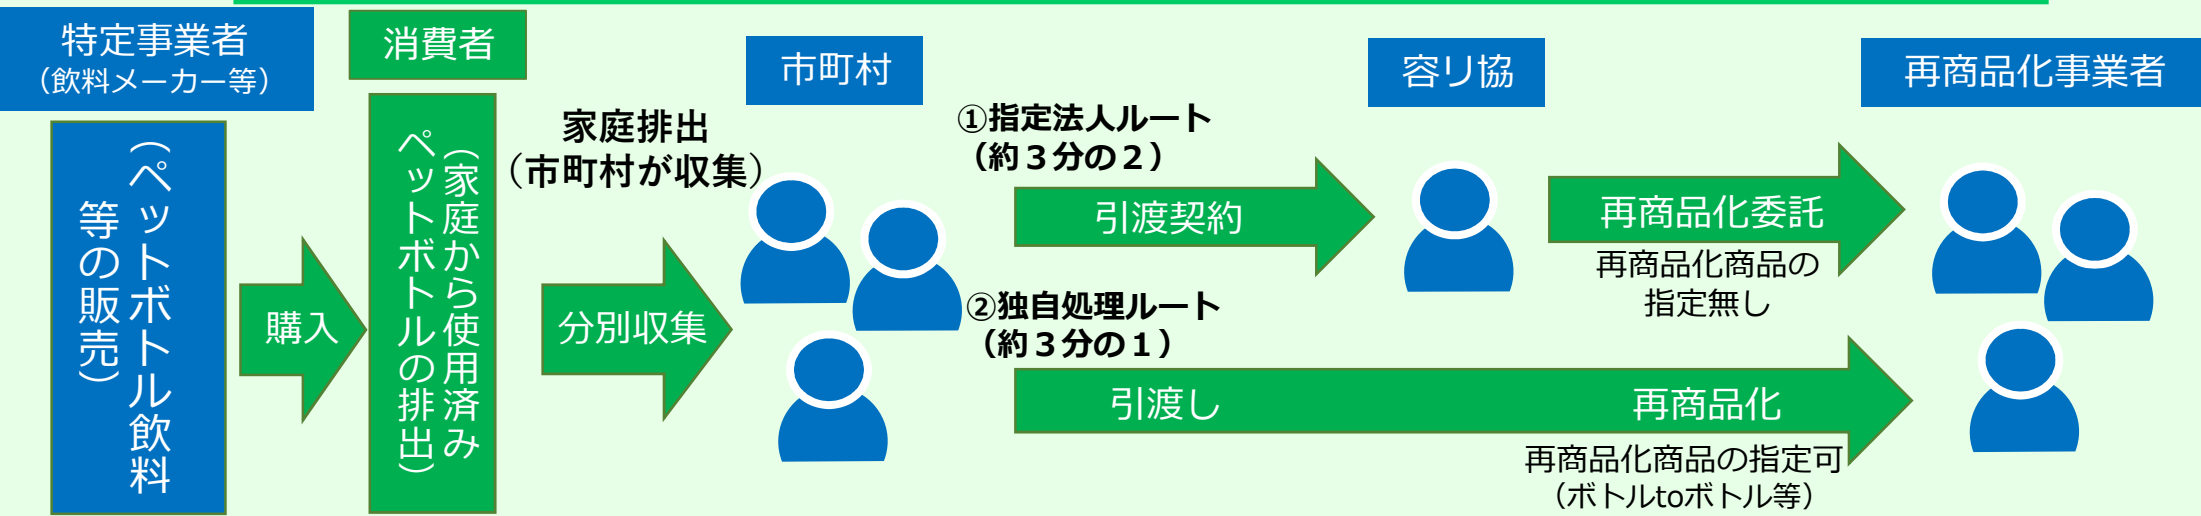 特定事業者
（飲料メーカー等）
（ペットボトル飲料
等の販売）
購入
消費者
（家庭から使用済み
ペットボトルの排出）
家庭排出
（市町村が収集）
分別収集
市町村
①指定法人ルート
（約３分の２）
引渡契約
容リ協
再商品化委託
再商品化商品の
指定無し
再商品化事業者
②独自処理ルート
（約３分の１）
引渡し
再商品化
再商品化商品の指定可
（ボトルtoボトル等）